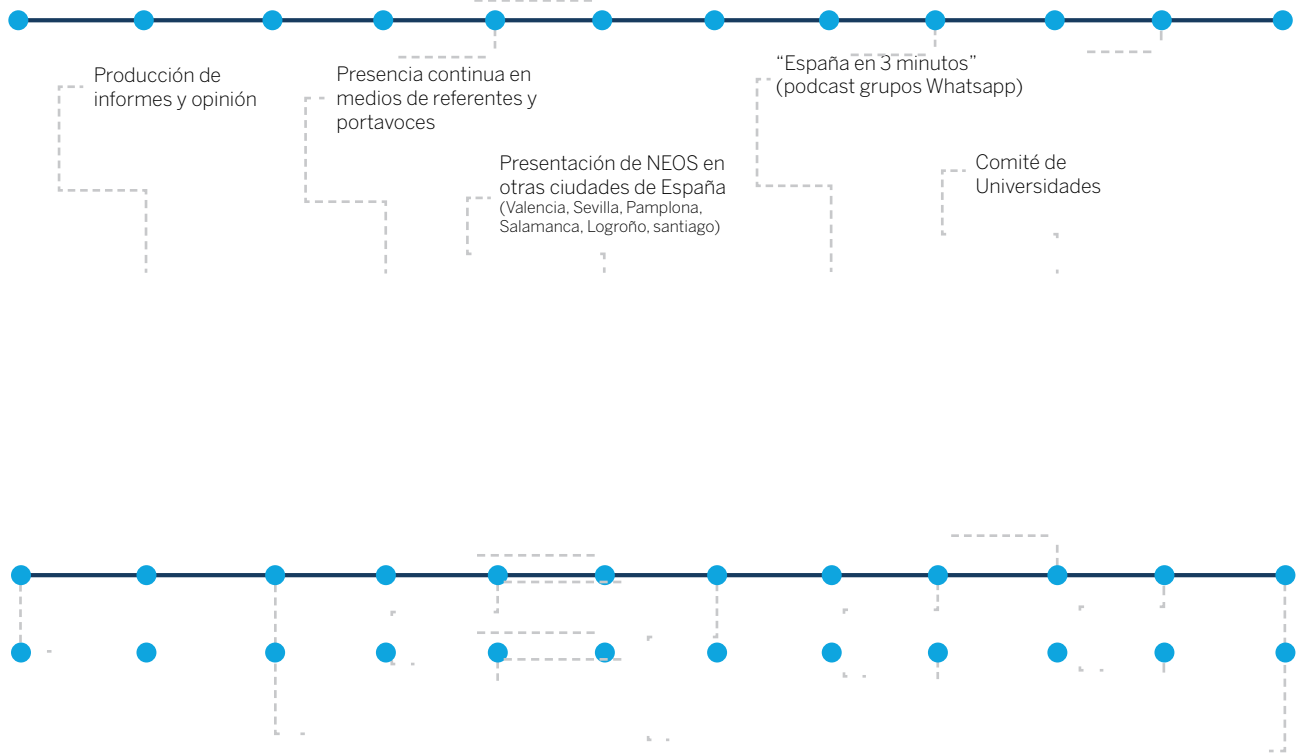 Producción de
informes y opinión
Presencia continua en
medios de referentes y
portavoces
“España en 3 minutos”
(podcast grupos Whatsapp)
Presentación de NEOS en
otras ciudades de España
(Valencia, Sevilla, Pamplona,
Salamanca, Logroño, santiago)
Comité de
Universidades